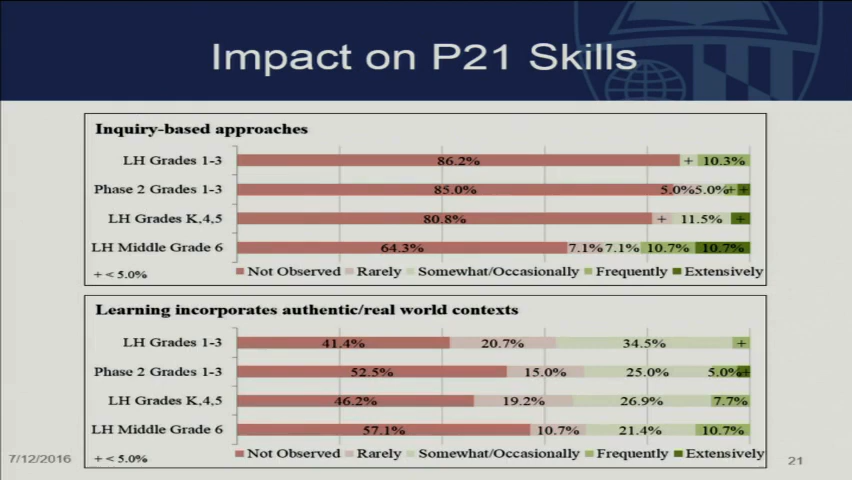 Impact on P21 Skills
Inquiry-based approaches
LH Grades 1-3 86.2% + 10.3%
Phase 2 Grades 1-3 85.0% 5.0% 5.0% + +
LH Grades K,4,5 80.8% + 11.5% +
LH Middle Grade 6 64.3% 7.1% 7.1% 10.7% 10.7%
+ < 5.0% Not Observed Rarely Somewhat/Occasionally Frequently Extensively
Learning incorporates authentic/real world contexts
LH Grades 1-3 41.4% 20.7% 34.5% +
Phase 2 Grades 1-3 52.5% 15.0% 25.0% 5.0% +
LH Grades K,4,5 46.2% 19.2% 26.9% 7.7%
LH Middle Grade 6 57.1% 10.7% 21.4% 10.7%
+ < 5.0% Not Observed Rarely Somewhat/Occasionally Frequently Extensively
7/12/2016 21